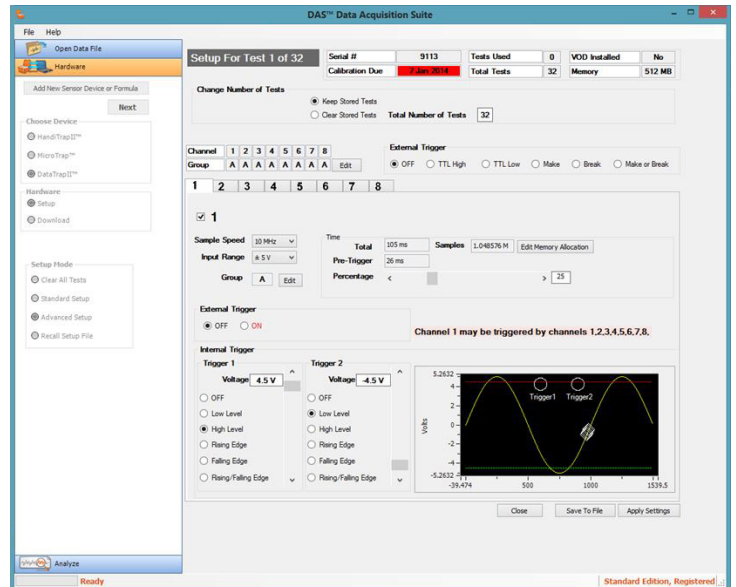 DAS™ Data Acquisition Suite
File Help
Open Data File
Hardware
Add New Sensor Device or Formula
Next
Choose Device
HandiTrapII™
MicroTrap™
DataTrapII™
Hardware
Setup
Download
Setup Mode
Clear All Tests
Standard Setup
Advanced Setup
Recall Setup File
Analyze
Setup For Test 1 of 32
Serial # 9113 Tests Used 0 VOD Installed No
Calibration Due 7 Jan 2014 Total Tests 32 Memory 512 MB
Change Number of Tests
Keep Stored Tests
Clear Stored Tests Total Number of Tests 32
Channel 1 2 3 4 5 6 7 8
Group A A A A A A A A Edit
External Trigger
OFF TTL High TTL Low Make Break Make or Break
1 2 3 4 5 6 7 8
1
Sample Speed 10 MHz
Input Range ± 5 V
Group A Edit
Time
Total 105 ms Samples 1.048576 M Edit Memory Allocation
Pre-Trigger 26 ms
Percentage < > 25
External Trigger
OFF ON
Channel 1 may be triggered by channels 1,2,3,4,5,6,7,8,
Internal Trigger
Trigger 1
Voltage 4.5 V
OFF
Low Level
High Level
Rising Edge
Falling Edge
Rising/Falling Edge
Trigger 2
Voltage -4.5 V
OFF
Low Level
High Level
Rising Edge
Falling Edge
Rising/Falling Edge
Volts
5.2632
4
2
0
-2
-4
-5.2632
Trigger1 Trigger2
-39.474 500 1000 1539.5
Close Save To File Apply Settings
Ready
Standard Edition, Registered